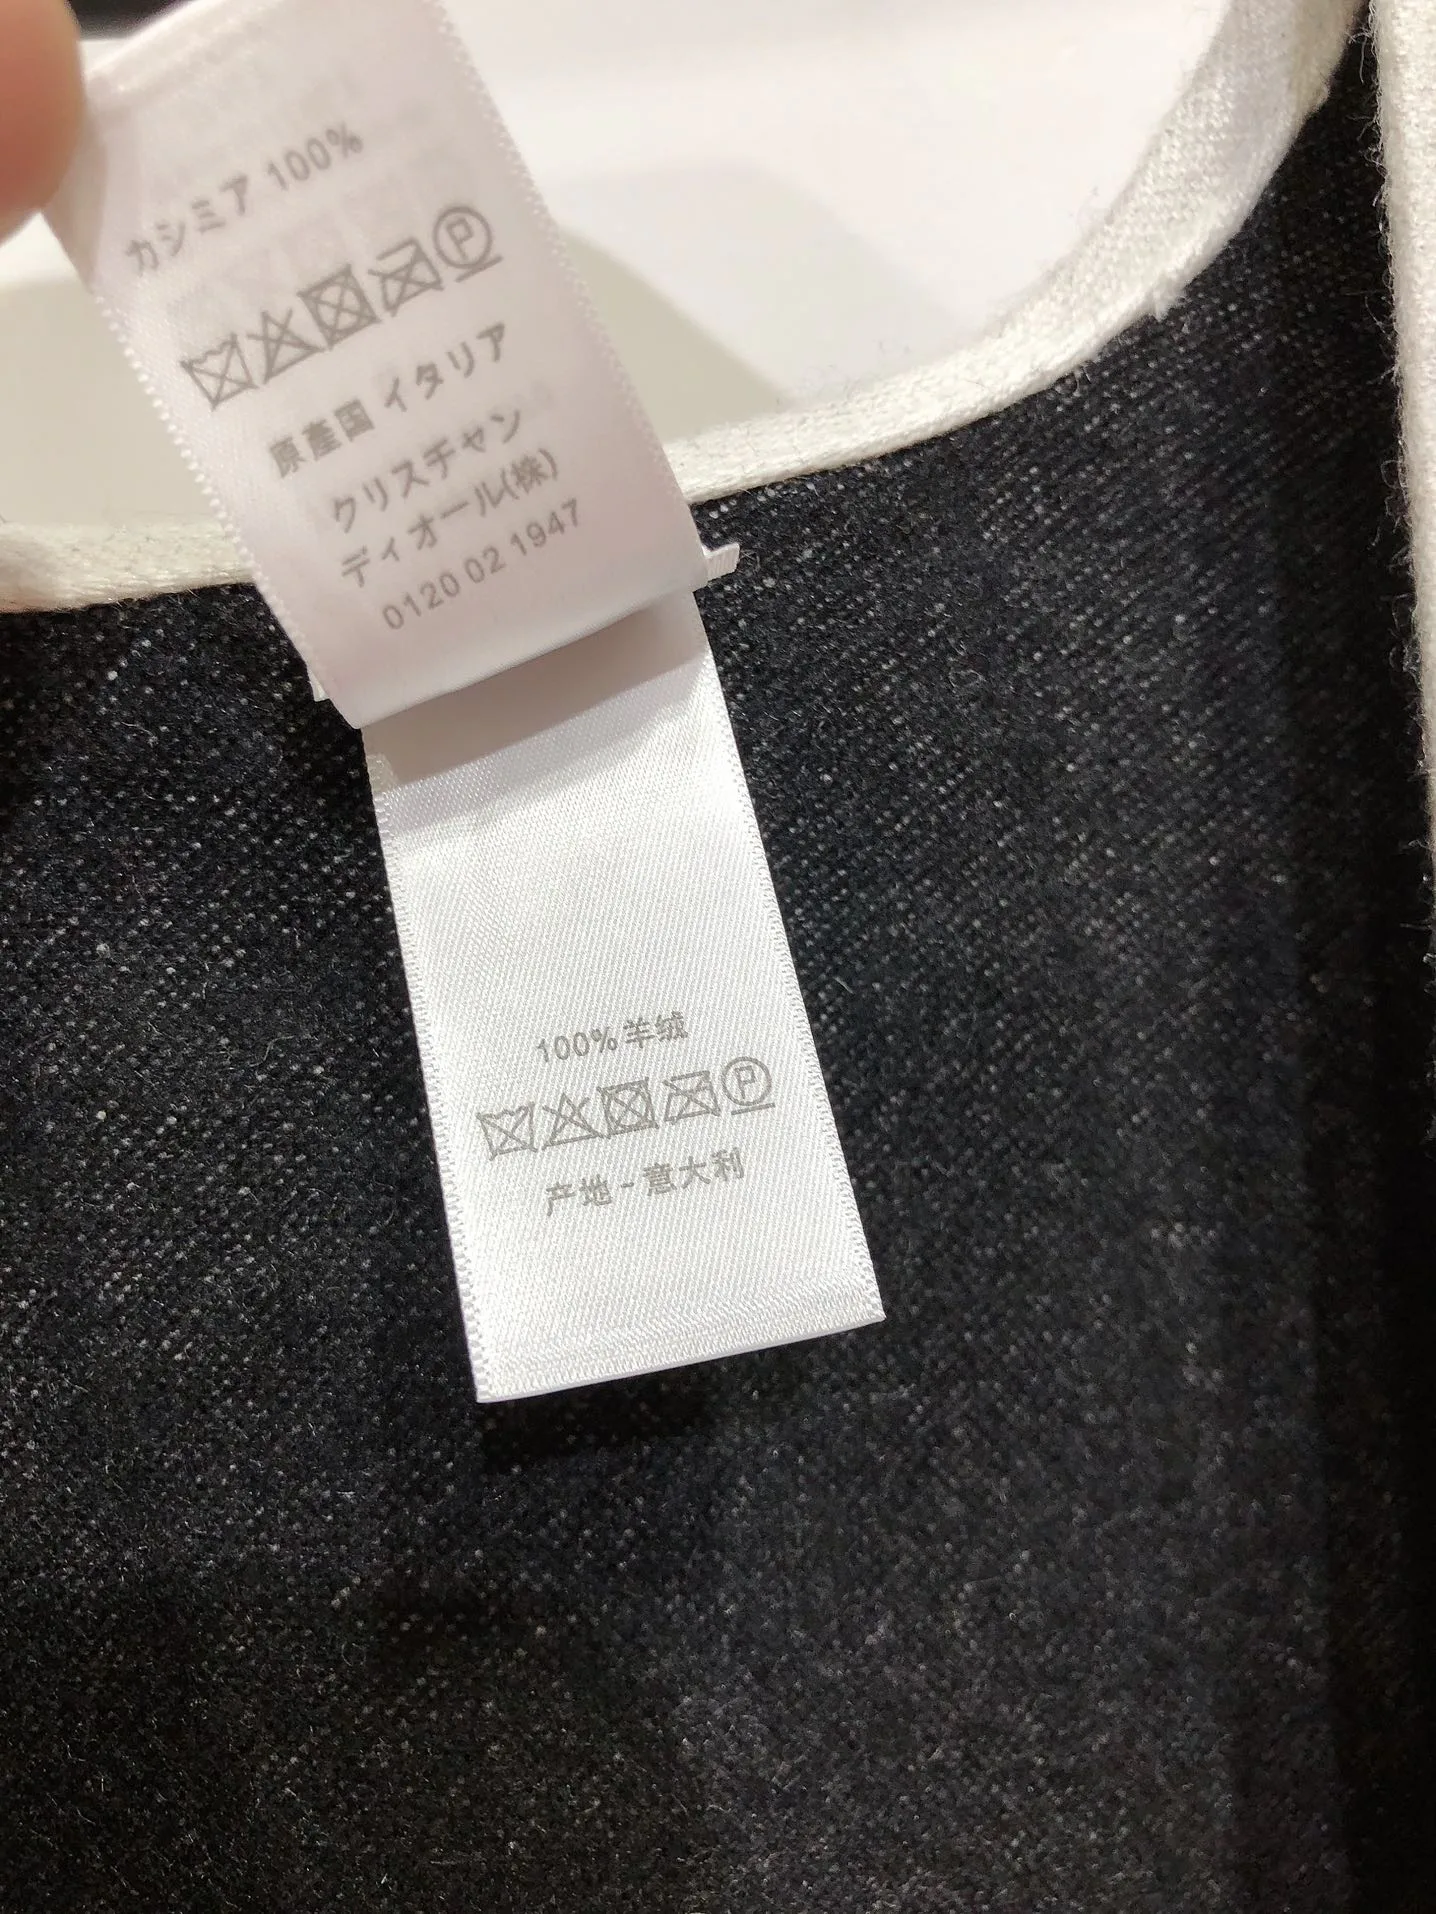 カシミア 100%
P
原産国 イタリア
クリスチャン
ディオール(株)
0120 02 1947
100%羊绒
P
产地-意大利